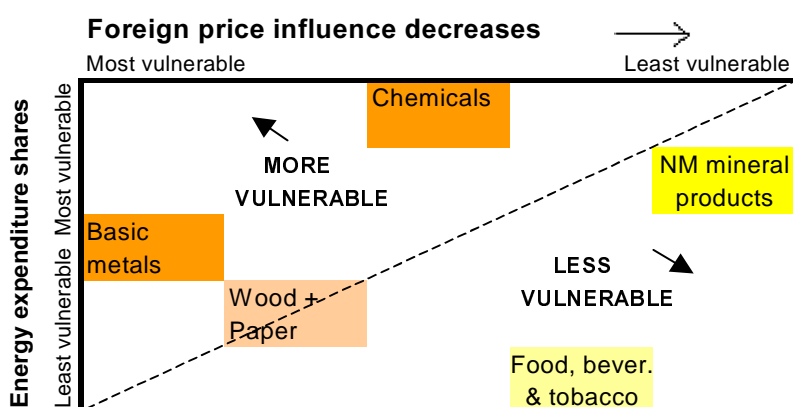 Foreign price influence decreases
Most vulnerable
Least vulnerable
Energy expenditure shares
Most vulnerable
Least vulnerable
Chemicals
MORE
VULNERABLE
NM mineral
products
Basic
metals
LESS
VULNERABLE
Wood +
Paper
Food, bever.
& tobacco